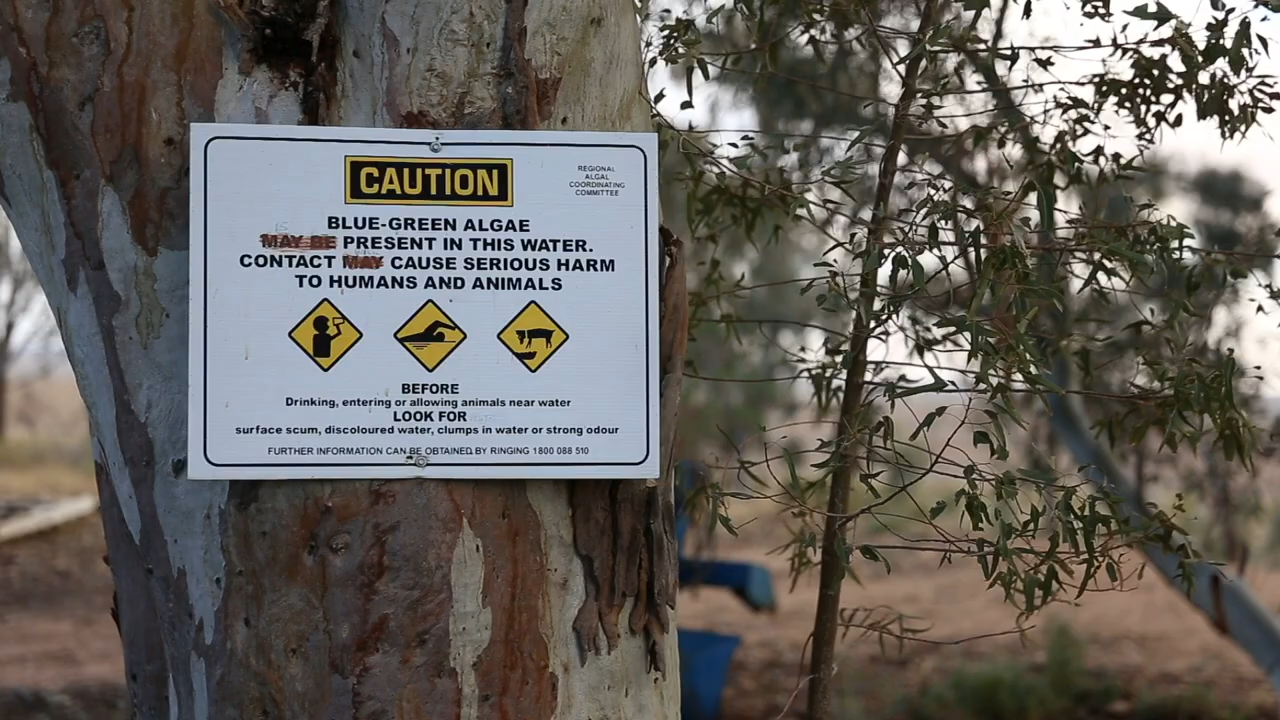 CAUTION
REGIONAL
ALGAL
COORDINATING
COMMITTEE
BLUE-GREEN ALGAE
IS
MAY BE PRESENT IN THIS WATER.
CONTACT MAY CAUSE SERIOUS HARM
TO HUMANS AND ANIMALS
BEFORE
Drinking, entering or allowing animals near water
LOOK FOR
surface scum, discoloured water, clumps in water or strong odour
FURTHER INFORMATION CAN BE OBTAINED BY RINGING 1800 088 510